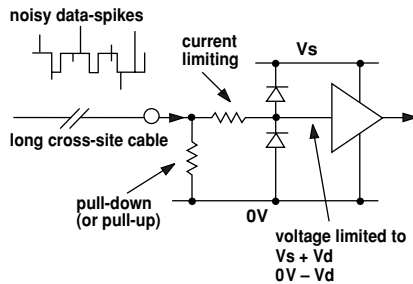 noisy data-spikes
current
limiting
Vs
long cross-site cable
pull-down
(or pull-up)
0V
voltage limited to
Vs + Vd
0V – Vd